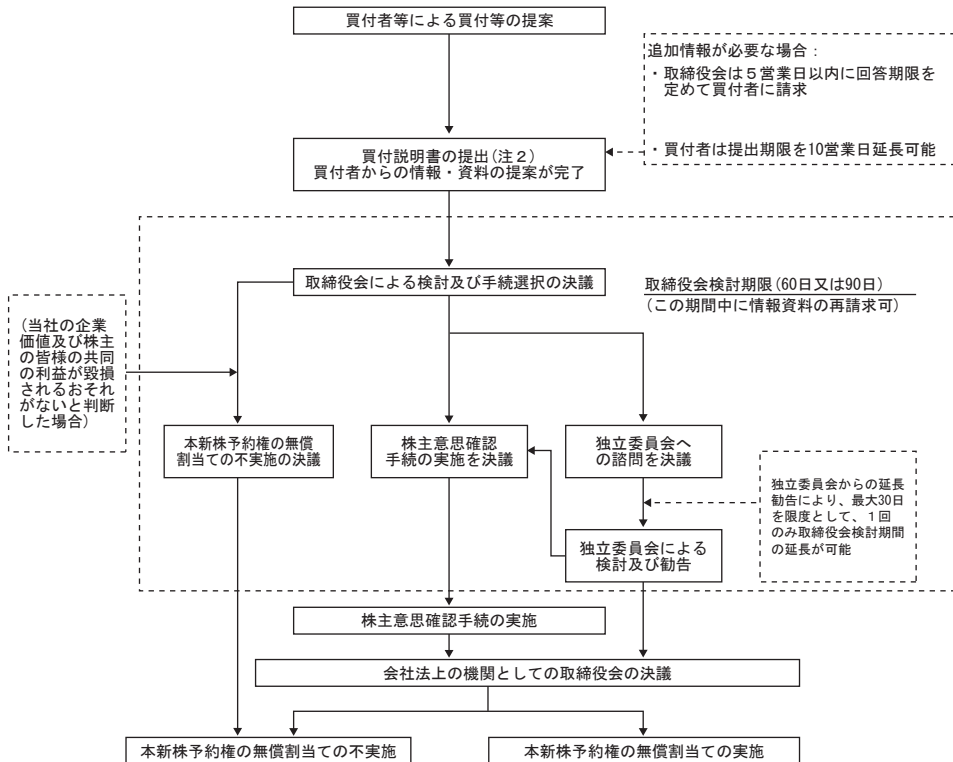 買付者等による買付等の提案
追加情報が必要な場合：
・取締役会は５営業日以内に回答期限を
定めて買付者に請求
・買付者は提出期限を10営業日延長可能
買付説明書の提出(注２)
買付者からの情報・資料の提案が完了
取締役会による検討及び手続選択の決議
取締役会検討期限(60日又は90日)
(この期間中に情報資料の再請求可)
(当社の企業
価値及び株主
の皆様の共同
の利益が毀損
されるおそれ
がないと判断
した場合)
本新株予約権の無償
割当ての不実施の決議
株主意思確認
手続の実施を決議
独立委員会へ
の諮問を決議
独立委員会からの延長
勧告により、最大30日
を限度として、１回
のみ取締役会検討期間
の延長が可能
独立委員会による
検討及び勧告
株主意思確認手続の実施
会社法上の機関としての取締役会の決議
本新株予約権の無償割当ての不実施
本新株予約権の無償割当ての実施